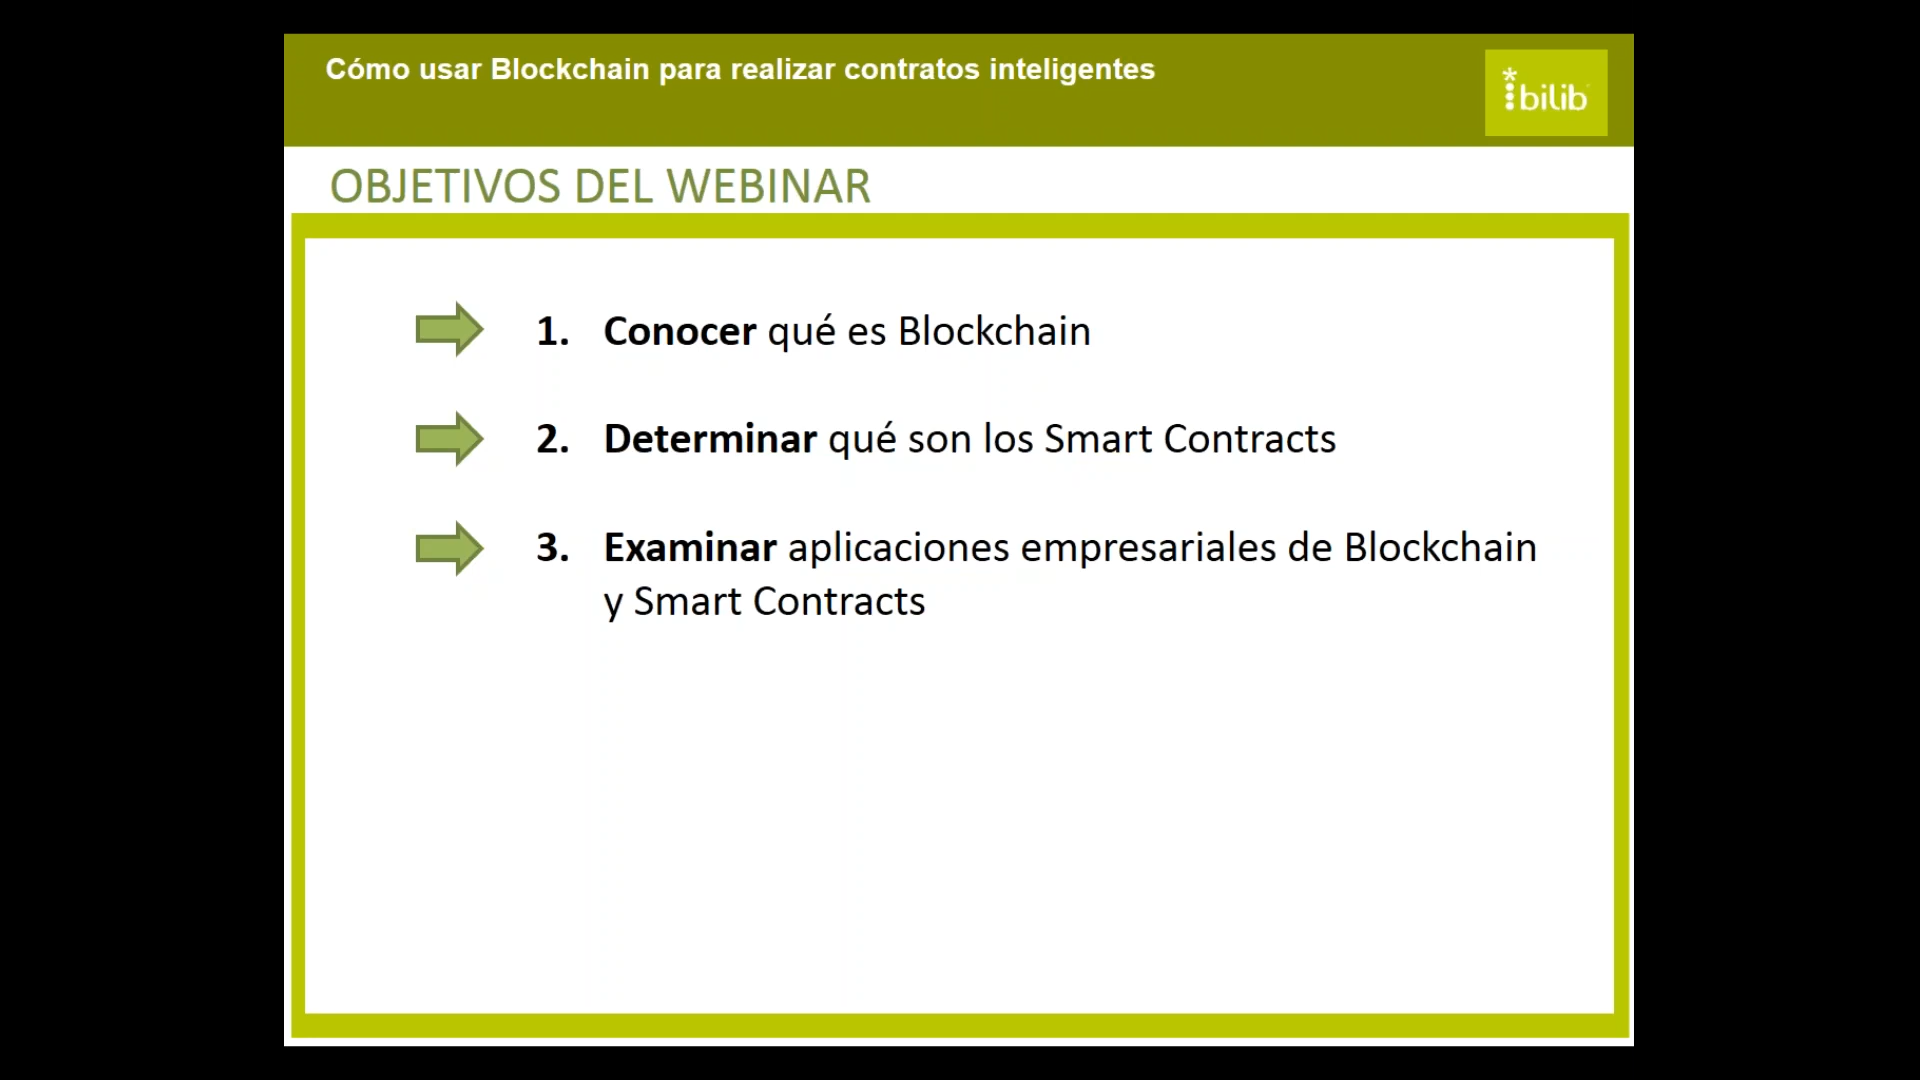 Cómo usar Blockchain para realizar contratos inteligentes
bilib
OBJETIVOS DEL WEBINAR
1. Conocer qué es Blockchain
2. Determinar qué son los Smart Contracts
3. Examinar aplicaciones empresariales de Blockchain
y Smart Contracts